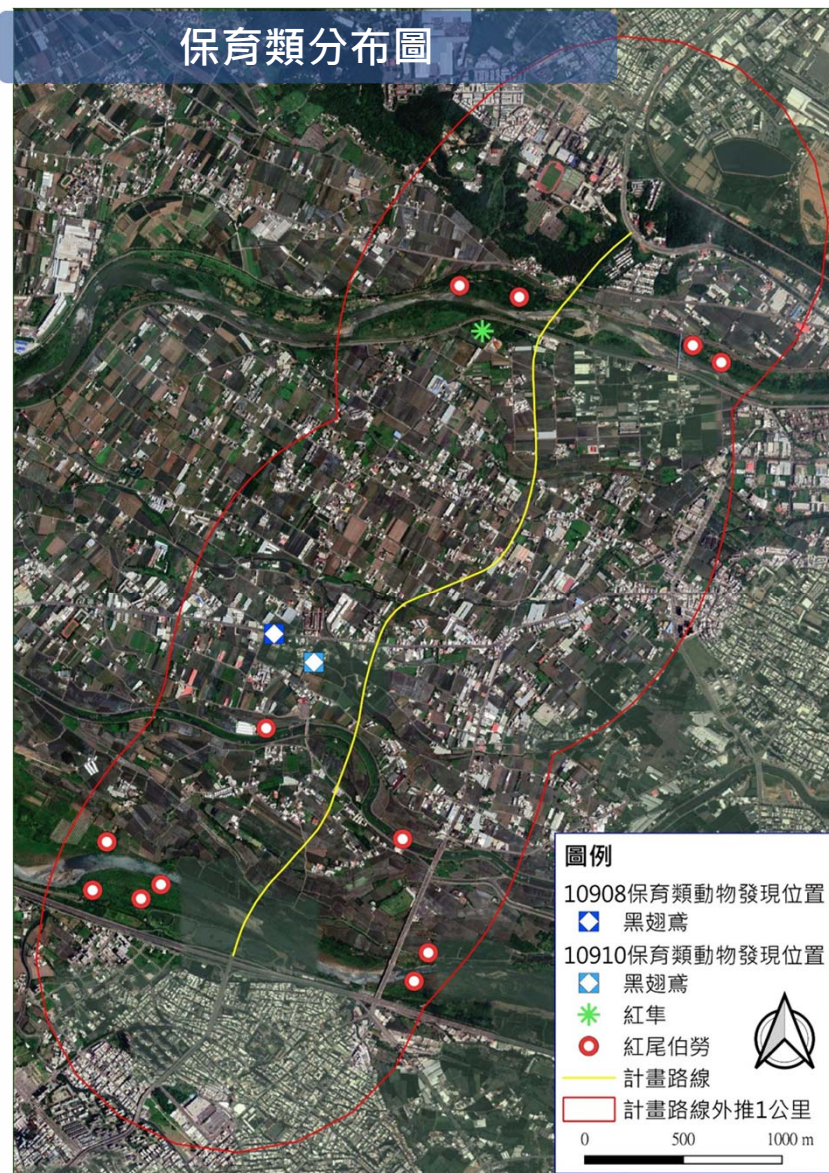 保育類分布圖
圖例
10908保育類動物發現位置
黑翅鳶
10910保育類動物發現位置
黑翅鳶
紅隼
紅尾伯勞
計畫路線
計畫路線外推1公里
0 500 1000 m